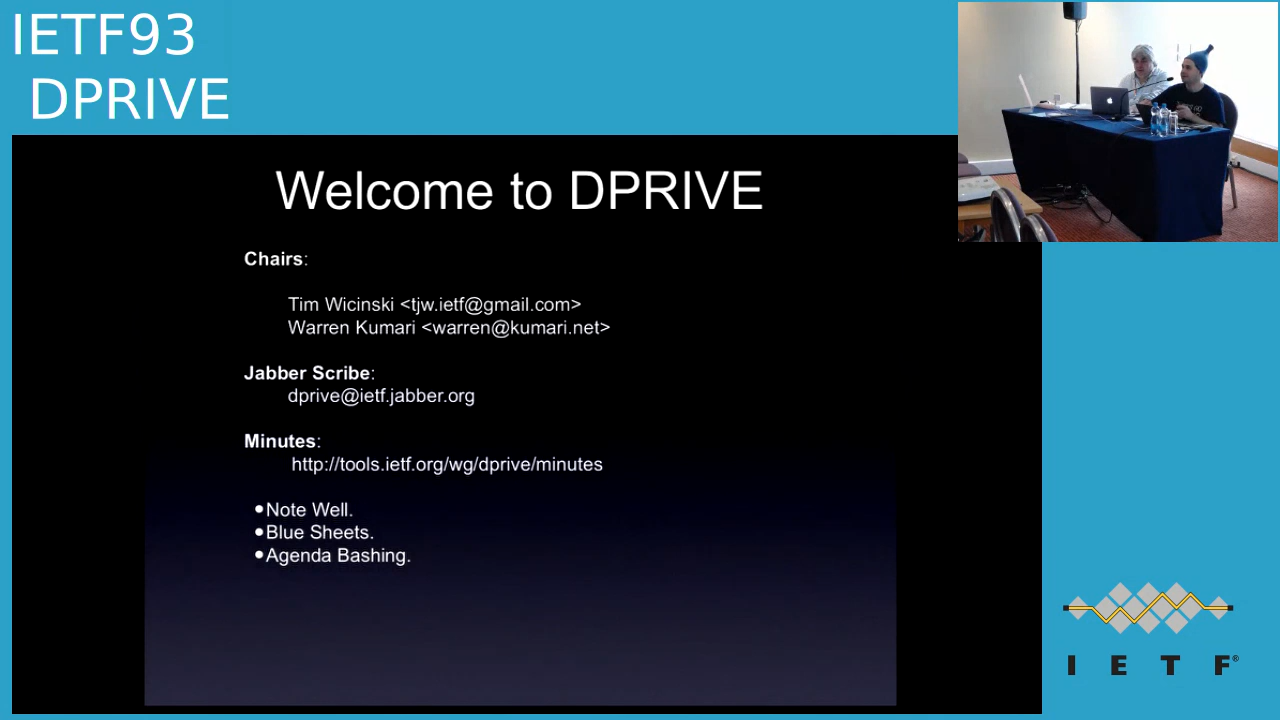 IETF93
DPRIVE
Welcome to DPRIVE
Chairs:
Tim Wicinski <tjw.ietf@gmail.com>
Warren Kumari <warren@kumari.net>
Jabber Scribe:
dprive@ietf.jabber.org
Minutes:
http://tools.ietf.org/wg/dprive/minutes
•Note Well.
•Blue Sheets.
•Agenda Bashing.
I E T F®